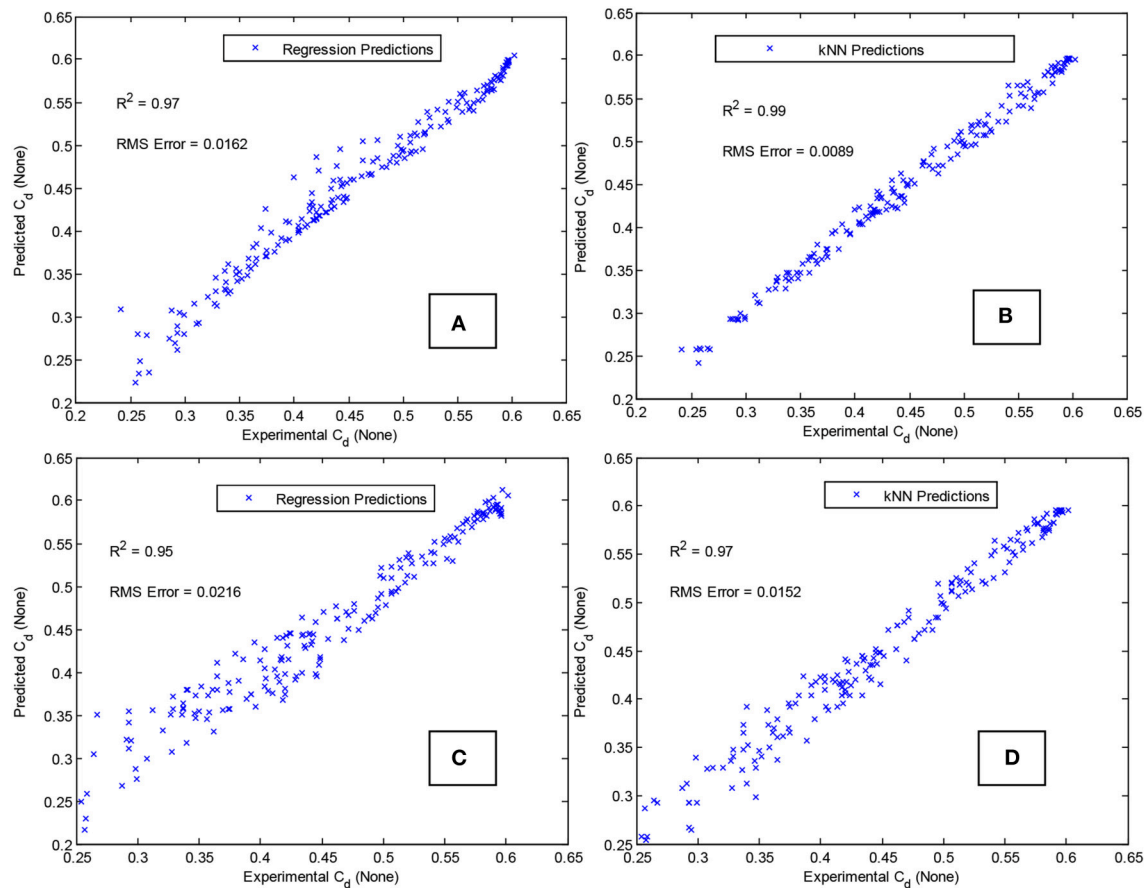 0.65
× Regression Predictions
0.6
R² = 0.97
0.55
RMS Error = 0.0162
0.5
Predicted C_d (None)
0.45
0.4
0.35
0.3
A
0.25
0.2
0.2 0.25 0.3 0.35 0.4 0.45 0.5 0.55 0.6 0.65
Experimental C_d (None)
0.65
× kNN Predictions
0.6
R² = 0.99
0.55
RMS Error = 0.0089
0.5
Predicted C_d (None)
0.45
0.4
0.35
0.3
B
0.25
0.2
0.2 0.25 0.3 0.35 0.4 0.45 0.5 0.55 0.6 0.65
Experimental C_d (None)
0.65
× Regression Predictions
0.6
R² = 0.95
0.55
RMS Error = 0.0216
0.5
Predicted C_d (None)
0.45
0.4
0.35
0.3
C
0.25
0.2
0.25 0.3 0.35 0.4 0.45 0.5 0.55 0.6 0.65
Experimental C_d (None)
0.65
× kNN Predictions
0.6
R² = 0.97
0.55
RMS Error = 0.0152
0.5
Predicted C_d (None)
0.45
0.4
0.35
D
0.3
0.25
0.25 0.3 0.35 0.4 0.45 0.5 0.55 0.6 0.65
Experimental C_d (None)